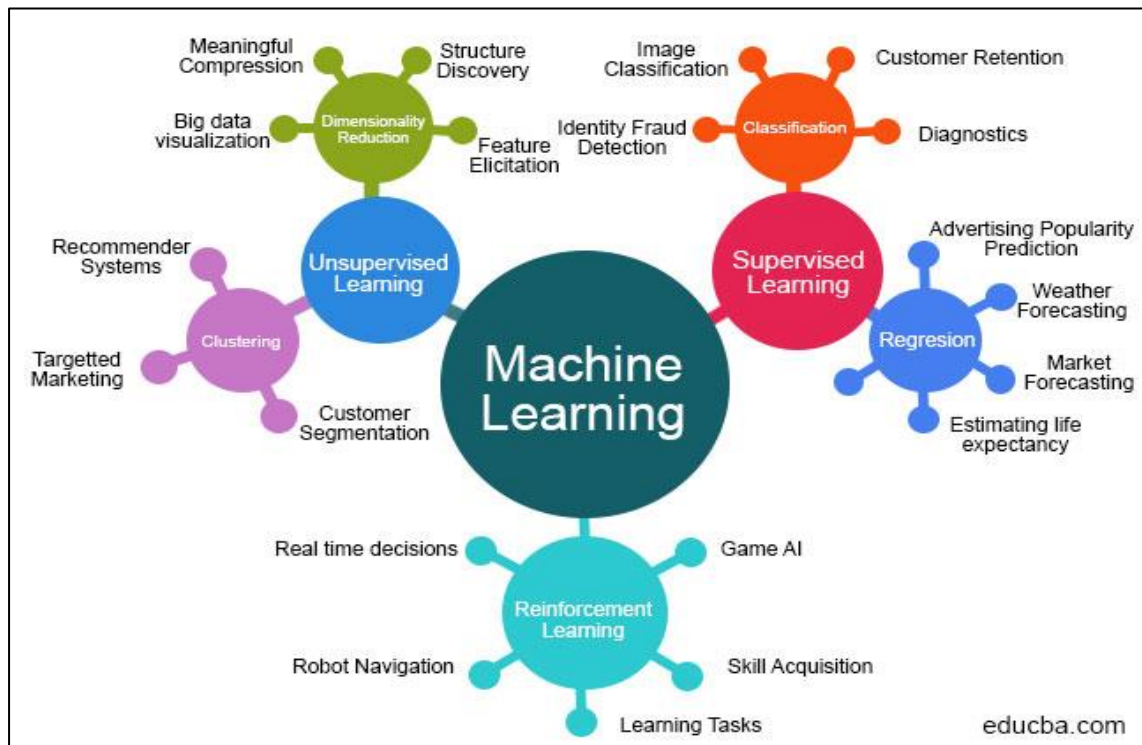 Meaningful
Compression
Structure
Discovery
Big data
visualization
Dimensionality
Reduction
Feature
Elicitation
Image
Classification
Customer Retention
Identity Fraud
Detection
Classification
Diagnostics
Recommender
Systems
Unsupervised
Learning
Clustering
Targetted
Marketing
Customer
Segmentation
Machine
Learning
Supervised
Learning
Advertising Popularity
Prediction
Weather
Forecasting
Regresion
Market
Forecasting
Estimating life
expectancy
Real time decisions
Game AI
Reinforcement
Learning
Robot Navigation
Skill Acquisition
Learning Tasks
educba.com